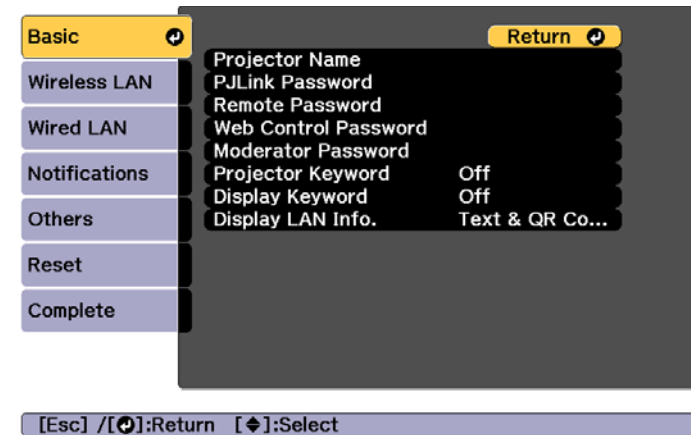 Basic
Wireless LAN
Wired LAN
Notifications
Others
Reset
Complete
Return
Projector Name
PJLink Password
Remote Password
Web Control Password
Moderator Password
Projector Keyword Off
Display Keyword Off
Display LAN Info. Text & QR Co...
[Esc] /[ ]:Return [ ]:Select